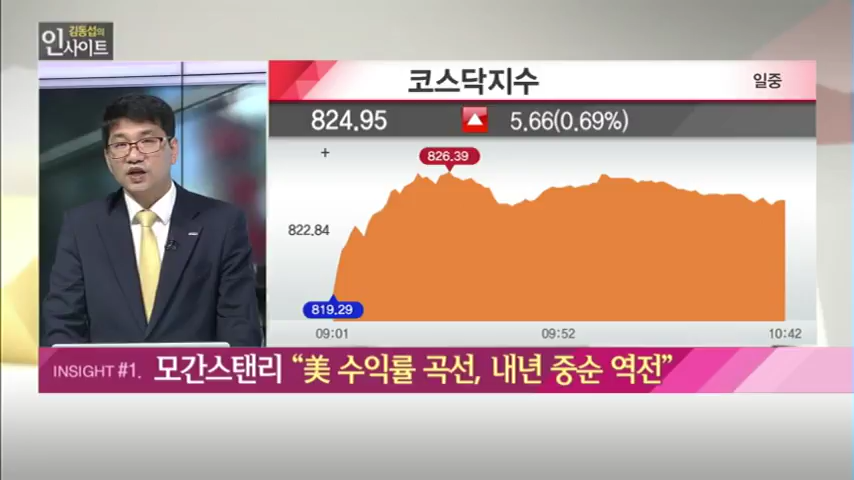 김동섭의
인사이트
코스닥지수
일중
824.95 ▲ 5.66(0.69%)
+
826.39
822.84
819.29
09:01 09:52 10:42
INSIGHT #1. 모간스탠리 “美 수익률 곡선, 내년 중순 역전”